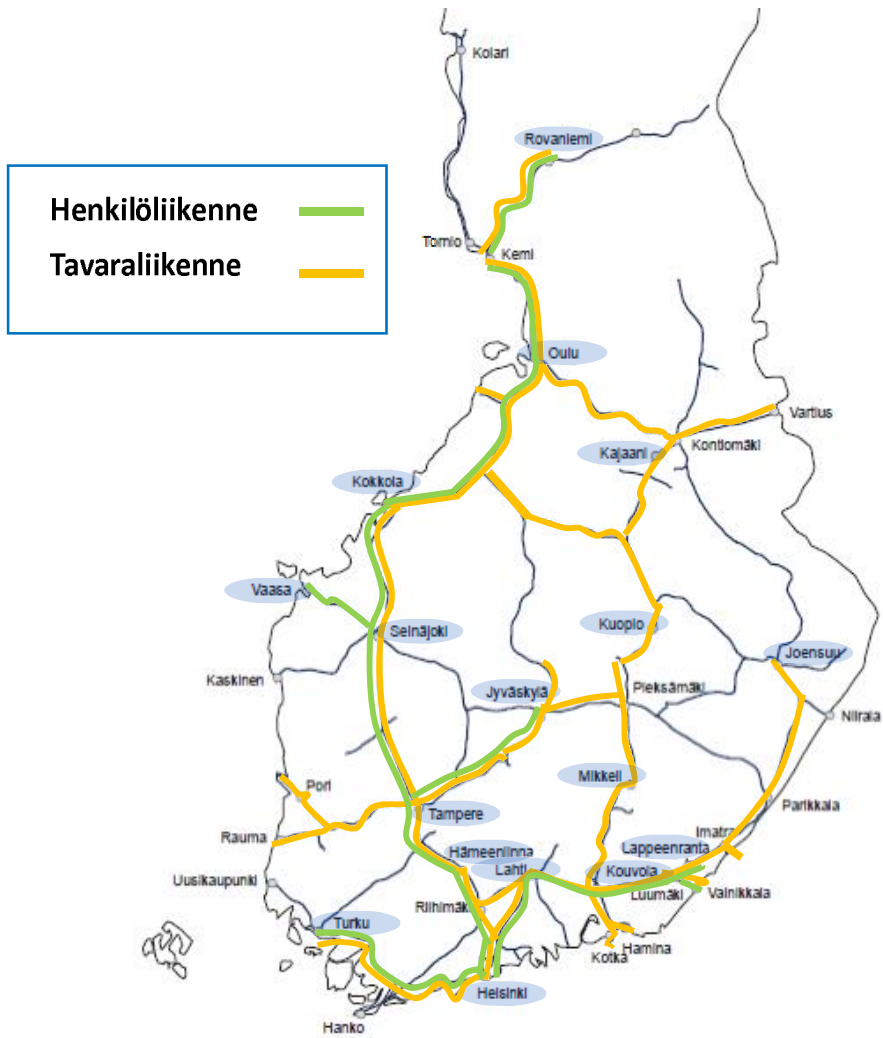 Kolari
Rovaniemi
Henkilöliikenne
Tavaraliikenne
Tornio
Kemi
Oulu
Vartius
Kontiomäki
Kajaani
Kokkola
Vaasa
Seinäjoki
Kuopio
Joensuu
Kaskinen
Jyväskylä
Pieksämäki
Niirala
Mikkeli
Pori
Parikkala
Tampere
Imatra
Rauma
Lappeenranta
Hämeenlinna
Lahti
Kouvola
Uusikaupunki
Luumäki
Vainikkala
Riihimäki
Turku
Hamina
Kotka
Helsinki
Hanko